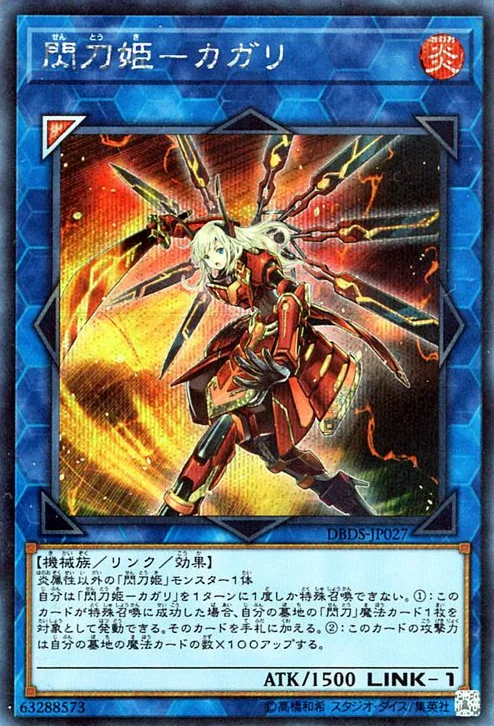 閃刀姫－カガリ
炎
DBDS-JP027
【機械族／リンク／効果】
炎属性以外の「閃刀姫」モンスター1体
自分は「閃刀姫－カガリ」を1ターンに1度しか特殊召喚できない。①：この
カードが特殊召喚に成功した場合、自分の墓地の「閃刀」魔法カード1枚を
対象として発動できる。そのカードを手札に加える。②：このカードの攻撃力
は自分の墓地の魔法カードの数×100アップする。
ATK/1500 LINK-1
63288573 ©高橋和希 スタジオ・ダイス/集英社